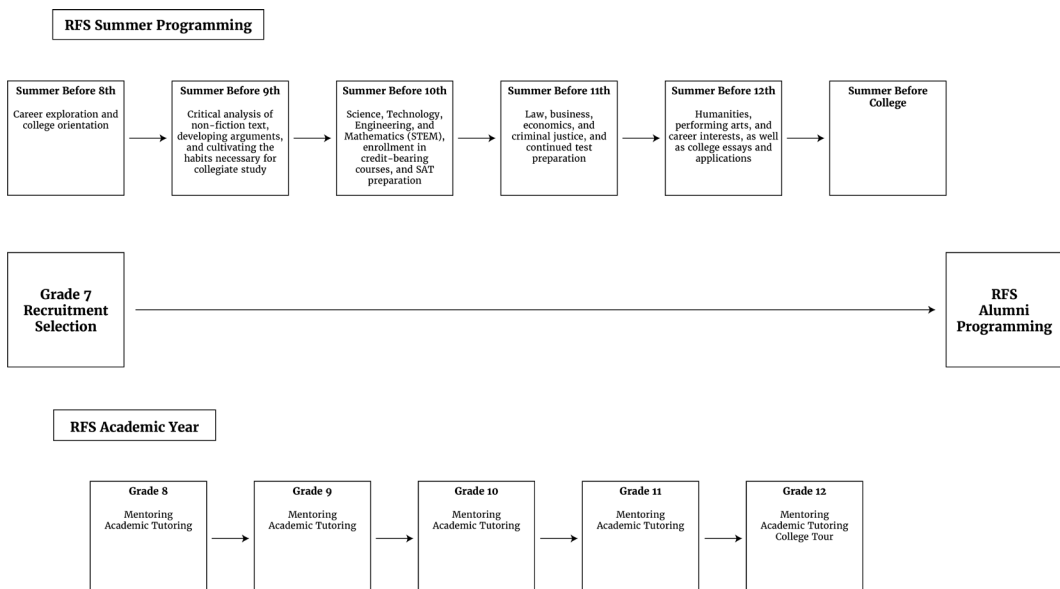 RFS Summer Programming
Summer Before 8th
Career exploration and
college orientation
Summer Before 9th
Critical analysis of
non-fiction text,
developing arguments,
and cultivating the
habits necessary for
collegiate study
Summer Before 10th
Science, Technology,
Engineering, and
Mathematics (STEM),
enrollment in
credit-bearing
courses, and SAT
preparation
Summer Before 11th
Law, business,
economics, and
criminal justice, and
continued test
preparation
Summer Before 12th
Humanities,
performing arts, and
career interests, as well
as college essays and
applications
Summer Before
College
Grade 7
Recruitment
Selection
RFS
Alumni
Programming
RFS Academic Year
Grade 8
Mentoring
Academic Tutoring
Grade 9
Mentoring
Academic Tutoring
Grade 10
Mentoring
Academic Tutoring
Grade 11
Mentoring
Academic Tutoring
Grade 12
Mentoring
Academic Tutoring
College Tour